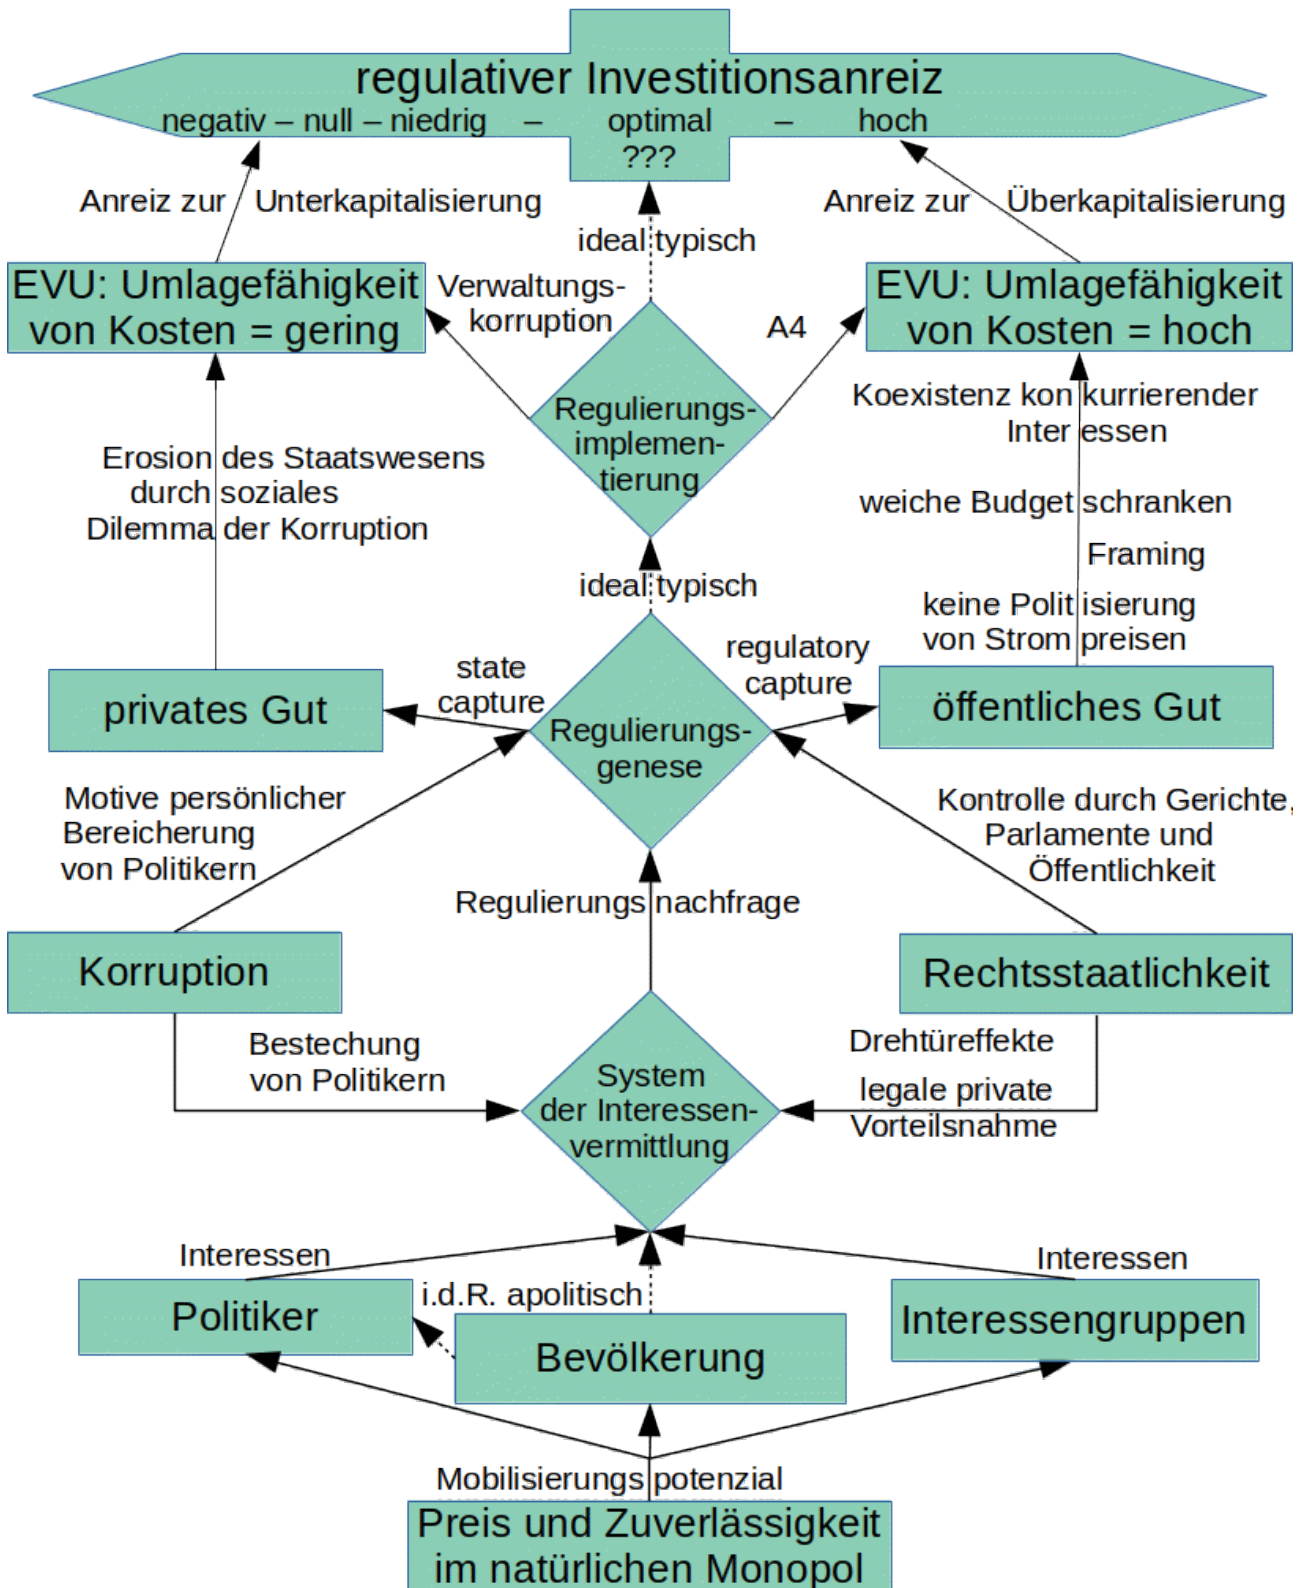 regulativer Investitionsanreiz
negativ – null – niedrig – optimal – hoch
???
Anreiz zur Unterkapitalisierung
Anreiz zur Überkapitalisierung
ideal typisch
EVU: Umlagefähigkeit
von Kosten = gering
Verwaltungs-
korruption
A4
EVU: Umlagefähigkeit
von Kosten = hoch
Regulierungs-
implemen-
tierung
Koexistenz kon kurrierender
Inter essen
Erosion des Staatswesens
durch soziales
Dilemma der Korruption
weiche Budget schranken
Framing
ideal typisch
keine Polit isierung
von Strom preisen
state
capture
regulatory
capture
privates Gut
öffentliches Gut
Regulierungs-
genese
Motive persönlicher
Bereicherung
von Politikern
Kontrolle durch Gerichte,
Parlamente und
Öffentlichkeit
Regulierungs nachfrage
Korruption
Rechtsstaatlichkeit
Bestechung
von Politikern
Drehtüreffekte
legale private
Vorteilsnahme
System
der Interessen-
vermittlung
Interessen
Interessen
i.d.R. apolitisch
Politiker
Interessengruppen
Bevölkerung
Mobilisierungs potenzial
Preis und Zuverlässigkeit
im natürlichen Monopol